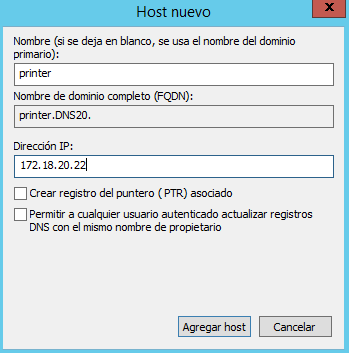 Host nuevo
Nombre (si se deja en blanco, se usa el nombre del dominio
primario):
printer
Nombre de dominio completo (FQDN):
printer.DNS20.
Dirección IP:
172.18.20.22
Crear registro del puntero (PTR) asociado
Permitir a cualquier usuario autenticado actualizar registros
DNS con el mismo nombre de propietario
Agregar host
Cancelar